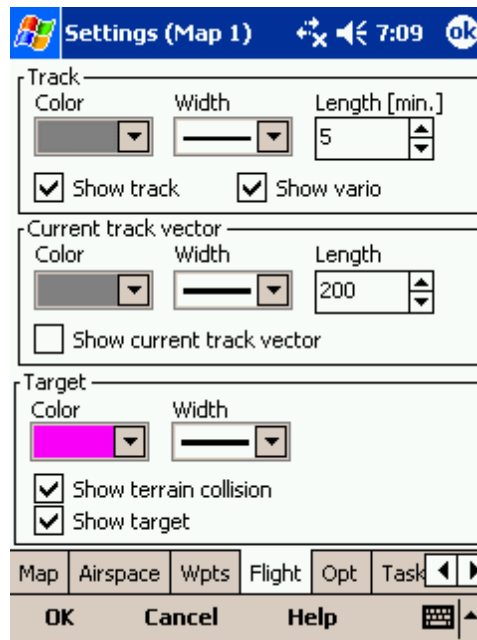 Settings (Map 1) 7:09 ok
Track
Color Width Length [min.]
5
Show track Show vario
Current track vector
Color Width Length
200
Show current track vector
Target
Color Width
Show terrain collision
Show target
Map Airspace Wpts Flight Opt Task
OK Cancel Help